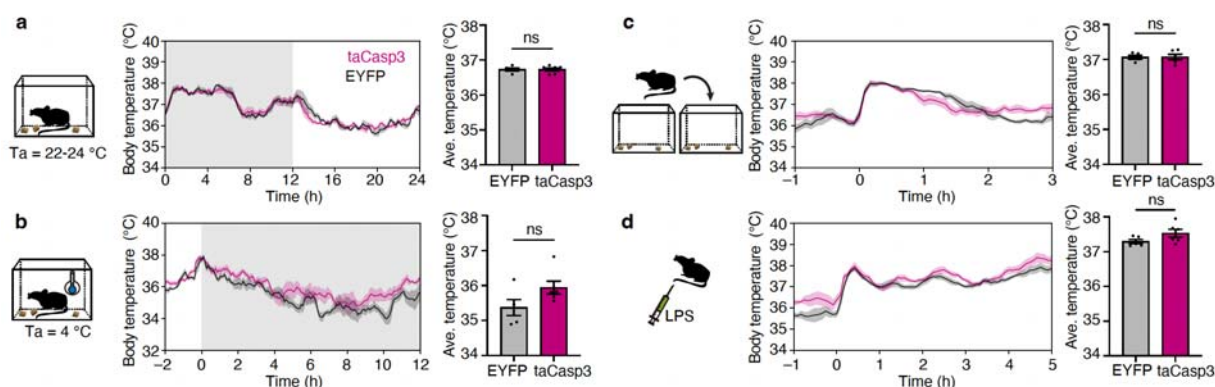 a
Ta = 22-24 °C
Body temperature (°C)
40
39
38
37
36
35
34
taCasp3
EYFP
0
4
8
12
16
20
24
Time (h)
Ave. temperature (°C)
38
37
36
35
34
ns
EYFP taCasp3
c
Body temperature (°C)
40
39
38
37
36
35
34
−1
0
1
2
3
Time (h)
Ave. temperature (°C)
38
37
36
35
34
ns
EYFP taCasp3
b
Ta = 4 °C
Body temperature (°C)
40
38
36
34
32
−2
0
2
4
6
8
10
12
Time (h)
Ave. temperature (°C)
38
37
36
35
34
ns
EYFP taCasp3
d
LPS
Body temperature (°C)
40
39
38
37
36
35
34
−1
0
1
2
3
4
5
Time (h)
Ave. temperature (°C)
38
37
36
35
34
ns
EYFP taCasp3